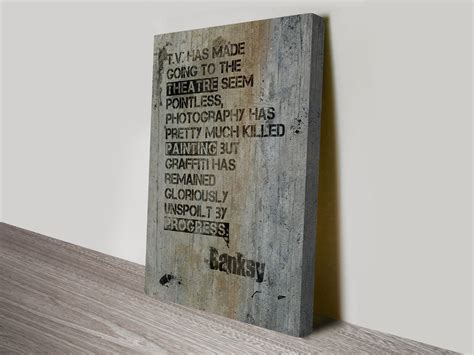 T.V. HAS MADE
GOING TO THE
THEATRE SEEM
POINTLESS,
PHOTOGRAPHY HAS
PRETTY MUCH KILLED
PAINTING BUT
GRAFFITI HAS
REMAINED
GLORIOUSLY
UNSPOILT BY
PROGRESS.
-Banksy